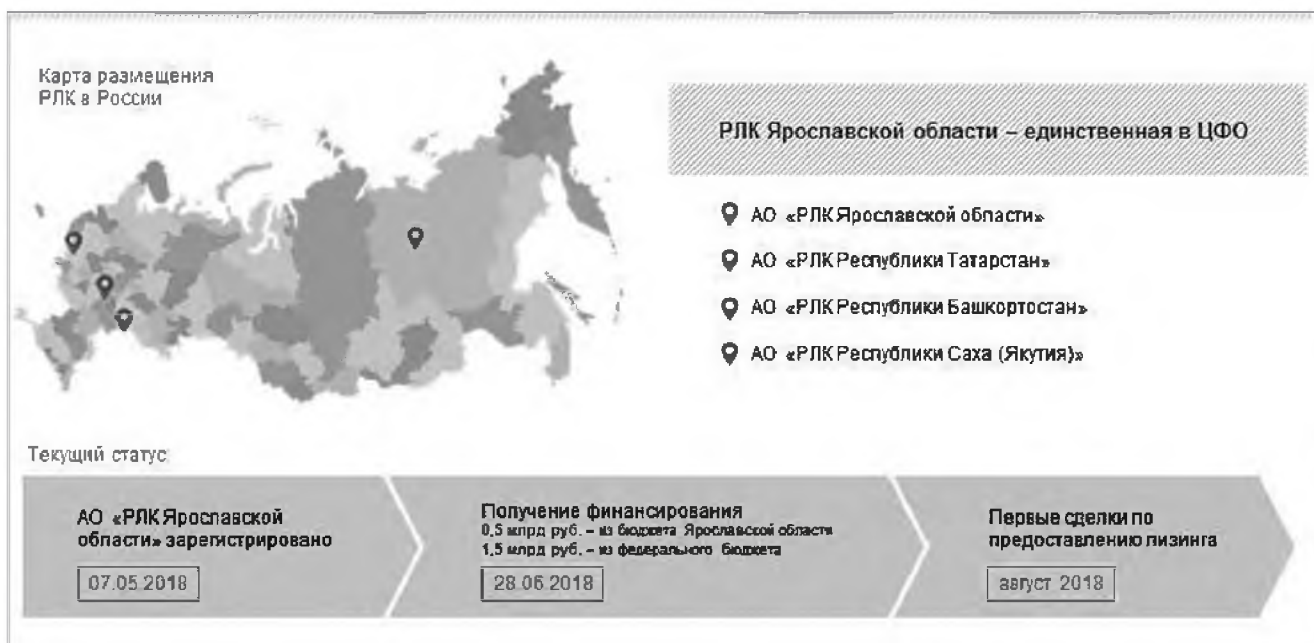 Карта размещения
РЛК в России
РЛК Ярославской области – единственная в ЦФО
АО «РЛК Ярославской области»
АО «РЛК Республики Татарстан»
АО «РЛК Республики Башкортостан»
АО «РЛК Республики Саха (Якутия)»
Текущий статус:
АО «РЛК Ярославской
области» зарегистрировано
07.05.2018
Получение финансирования
0,5 млрд руб. – из бюджета Ярославской области
1,5 млрд руб. – из федерального бюджета
28.06.2018
Первые сделки по
предоставлению лизинга
август 2018